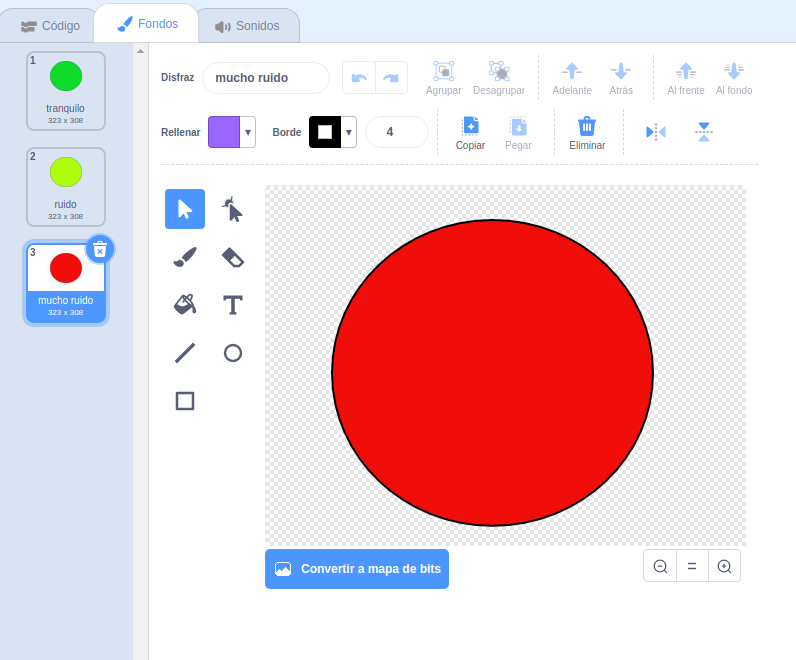 Código
Fondos
Sonidos
1
tranquilo
323 x 308
2
ruido
323 x 308
3
mucho ruido
323 x 308
Disfraz
mucho ruido
Agrupar
Desagrupar
Adelante
Atrás
Al frente
Al fondo
Rellenar
Borde
4
Copiar
Pegar
Eliminar
T
Convertir a mapa de bits
=